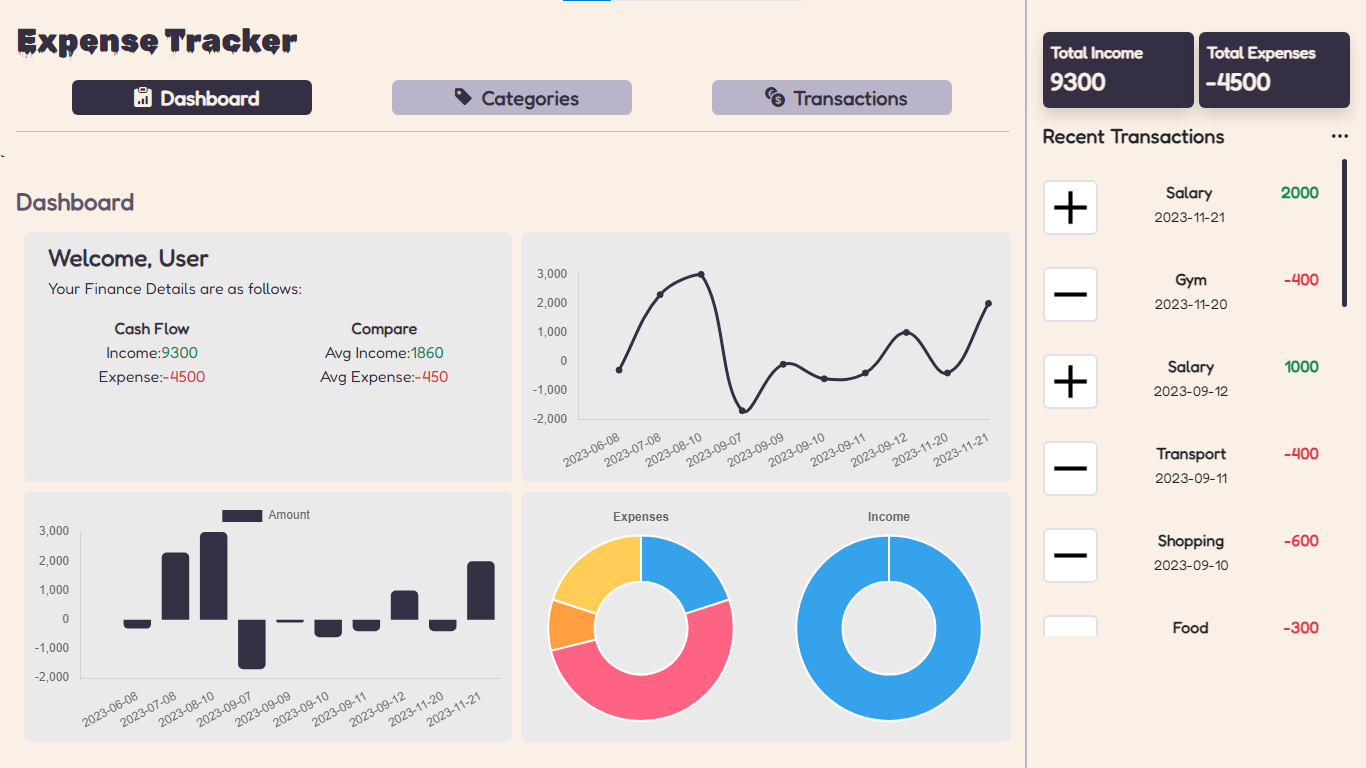 Expense Tracker
Dashboard
Categories
Transactions
`
Dashboard
Welcome, User
Your Finance Details are as follows:
Cash Flow
Income:9300
Expense:-4500
Compare
Avg Income:1860
Avg Expense:-450
3,000
2,000
1,000
0
-1,000
-2,000
2023-06-08
2023-07-08
2023-08-10
2023-09-07
2023-09-09
2023-09-10
2023-09-11
2023-09-12
2023-11-20
2023-11-21
Amount
3,000
2,000
1,000
0
-1,000
-2,000
2023-06-08
2023-07-08
2023-08-10
2023-09-07
2023-09-09
2023-09-10
2023-09-11
2023-09-12
2023-11-20
2023-11-21
Expenses
Income
Total Income
9300
Total Expenses
-4500
Recent Transactions
Salary 2000
2023-11-21
Gym -400
2023-11-20
Salary 1000
2023-09-12
Transport -400
2023-09-11
Shopping -600
2023-09-10
Food -300